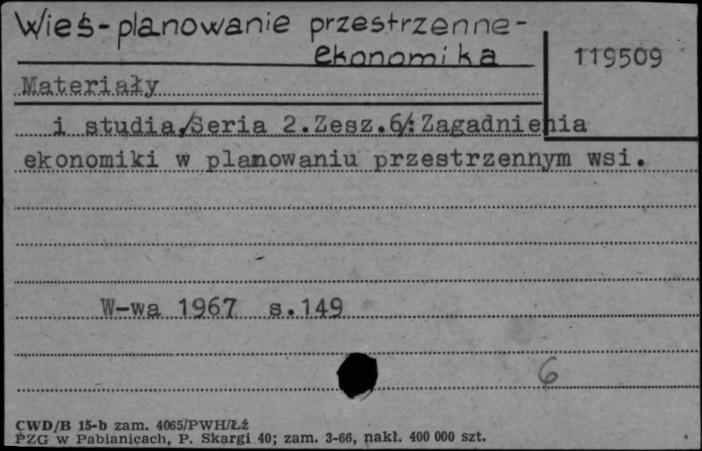 Wieś-planowanie przestrzenne-
ekonomika
119509
Materiały
i studia./Seria 2.Zesz.6/:Zagadnienia
ekonomiki w planowaniu przestrzennym wsi.
W-wa 1967 s.149
6
CWD/B 15-b zam. 4065/PWH/Łź
PZG w Pabianicach, P. Skargi 40; zam. 3-66, nakł. 400 000 szt.